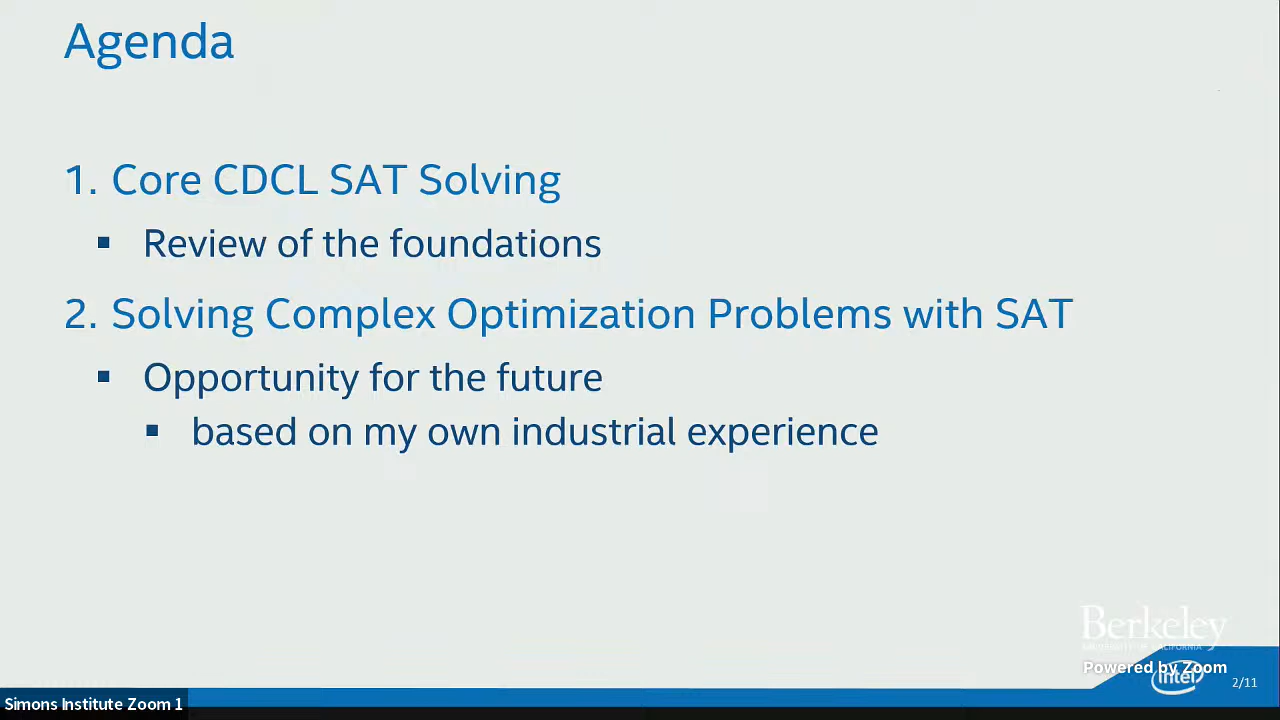 Agenda
1. Core CDCL SAT Solving
▪ Review of the foundations
2. Solving Complex Optimization Problems with SAT
▪ Opportunity for the future
▪ based on my own industrial experience
Berkeley
UNIVERSITY OF CALIFORNIA
Powered by Zoom
intel
2/11
Simons Institute Zoom 1